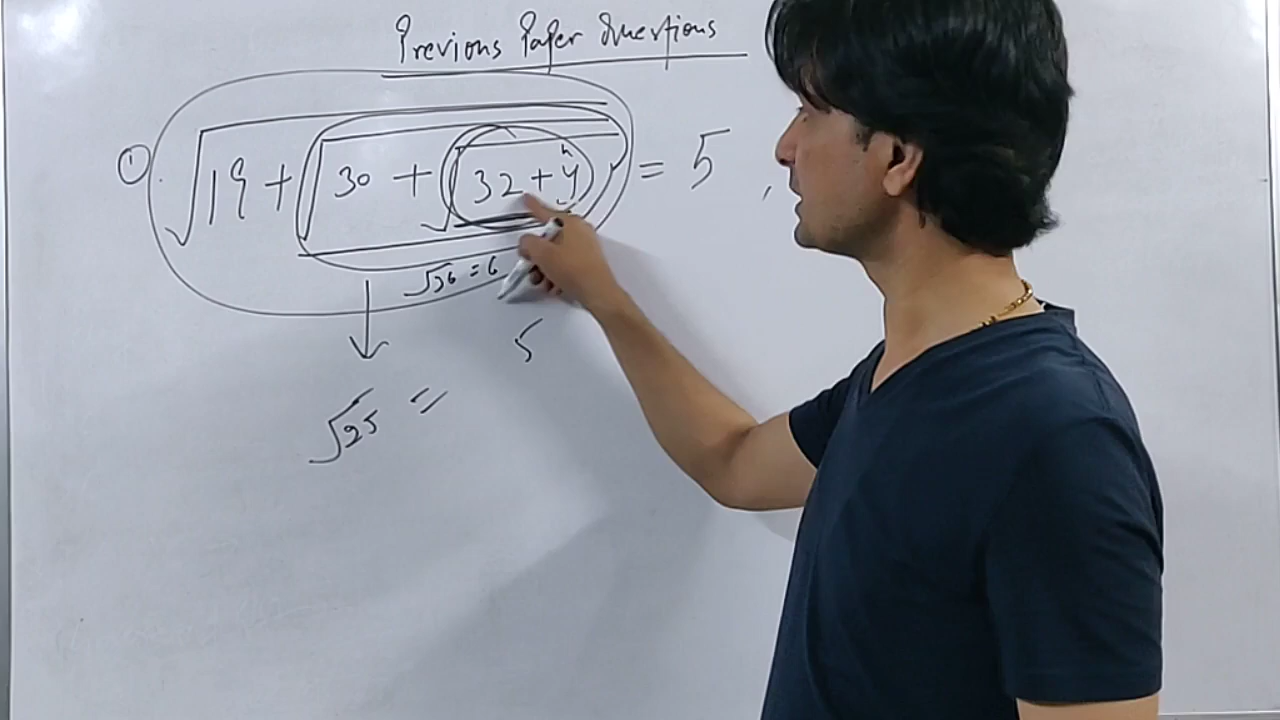 Previous Paper Questions
① √19 + √30 + √32 + y = 5 ,
√36 = 6
5
√25 =